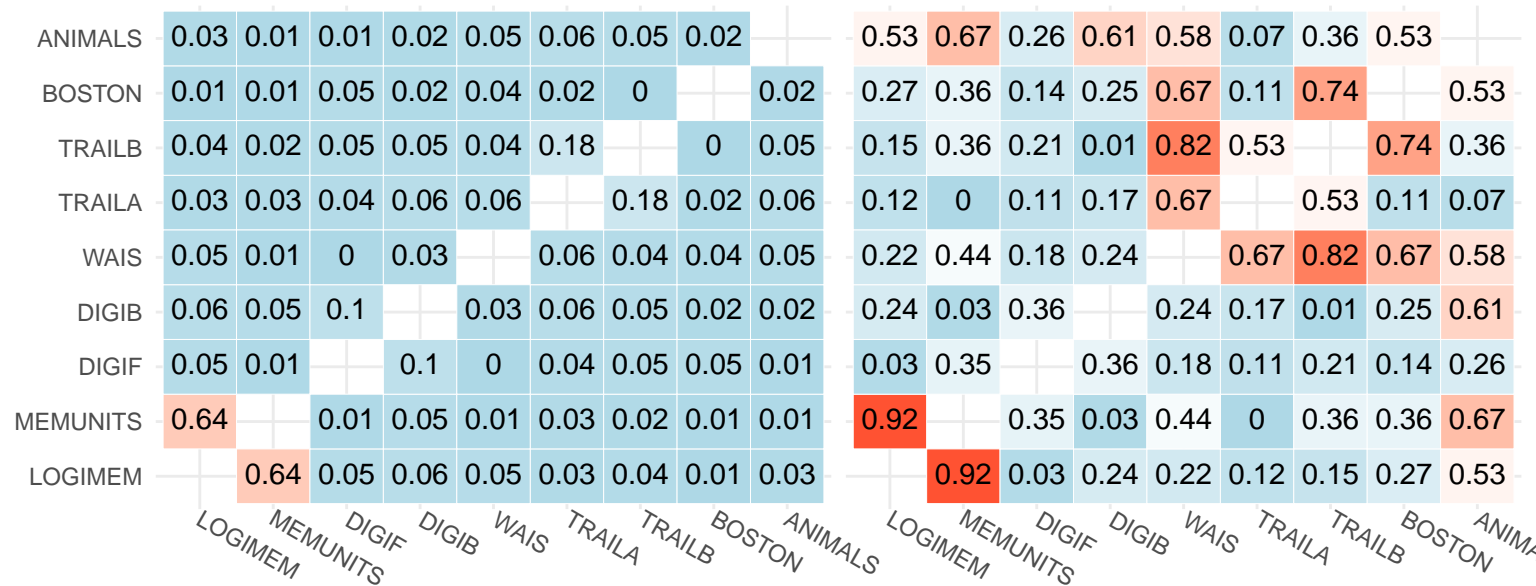 ANIMALS 0.03 0.01 0.01 0.02 0.05 0.06 0.05 0.02 0.53 0.67 0.26 0.61 0.58 0.07 0.36 0.53
BOSTON 0.01 0.01 0.05 0.02 0.04 0.02 0 0.02 0.27 0.36 0.14 0.25 0.67 0.11 0.74 0.53
TRAILB 0.04 0.02 0.05 0.05 0.04 0.18 0 0.05 0.15 0.36 0.21 0.01 0.82 0.53 0.74 0.36
TRAILA 0.03 0.03 0.04 0.06 0.06 0.18 0.02 0.06 0.12 0 0.11 0.17 0.67 0.53 0.11 0.07
WAIS 0.05 0.01 0 0.03 0.06 0.04 0.04 0.05 0.22 0.44 0.18 0.24 0.67 0.82 0.67 0.58
DIGIB 0.06 0.05 0.1 0.03 0.06 0.05 0.02 0.02 0.24 0.03 0.36 0.24 0.17 0.01 0.25 0.61
DIGIF 0.05 0.01 0.1 0 0.04 0.05 0.05 0.01 0.03 0.35 0.36 0.18 0.11 0.21 0.14 0.26
MEMUNITS 0.64 0.01 0.05 0.01 0.03 0.02 0.01 0.01 0.92 0.35 0.03 0.44 0 0.36 0.36 0.67
LOGIMEM 0.64 0.05 0.06 0.05 0.03 0.04 0.01 0.03 0.92 0.03 0.24 0.22 0.12 0.15 0.27 0.53
LOGIMEM MEMUNITS DIGIF DIGIB WAIS TRAILA TRAILB BOSTON ANIMALS LOGIMEM MEMUNITS DIGIF DIGIB WAIS TRAILA TRAILB BOSTON